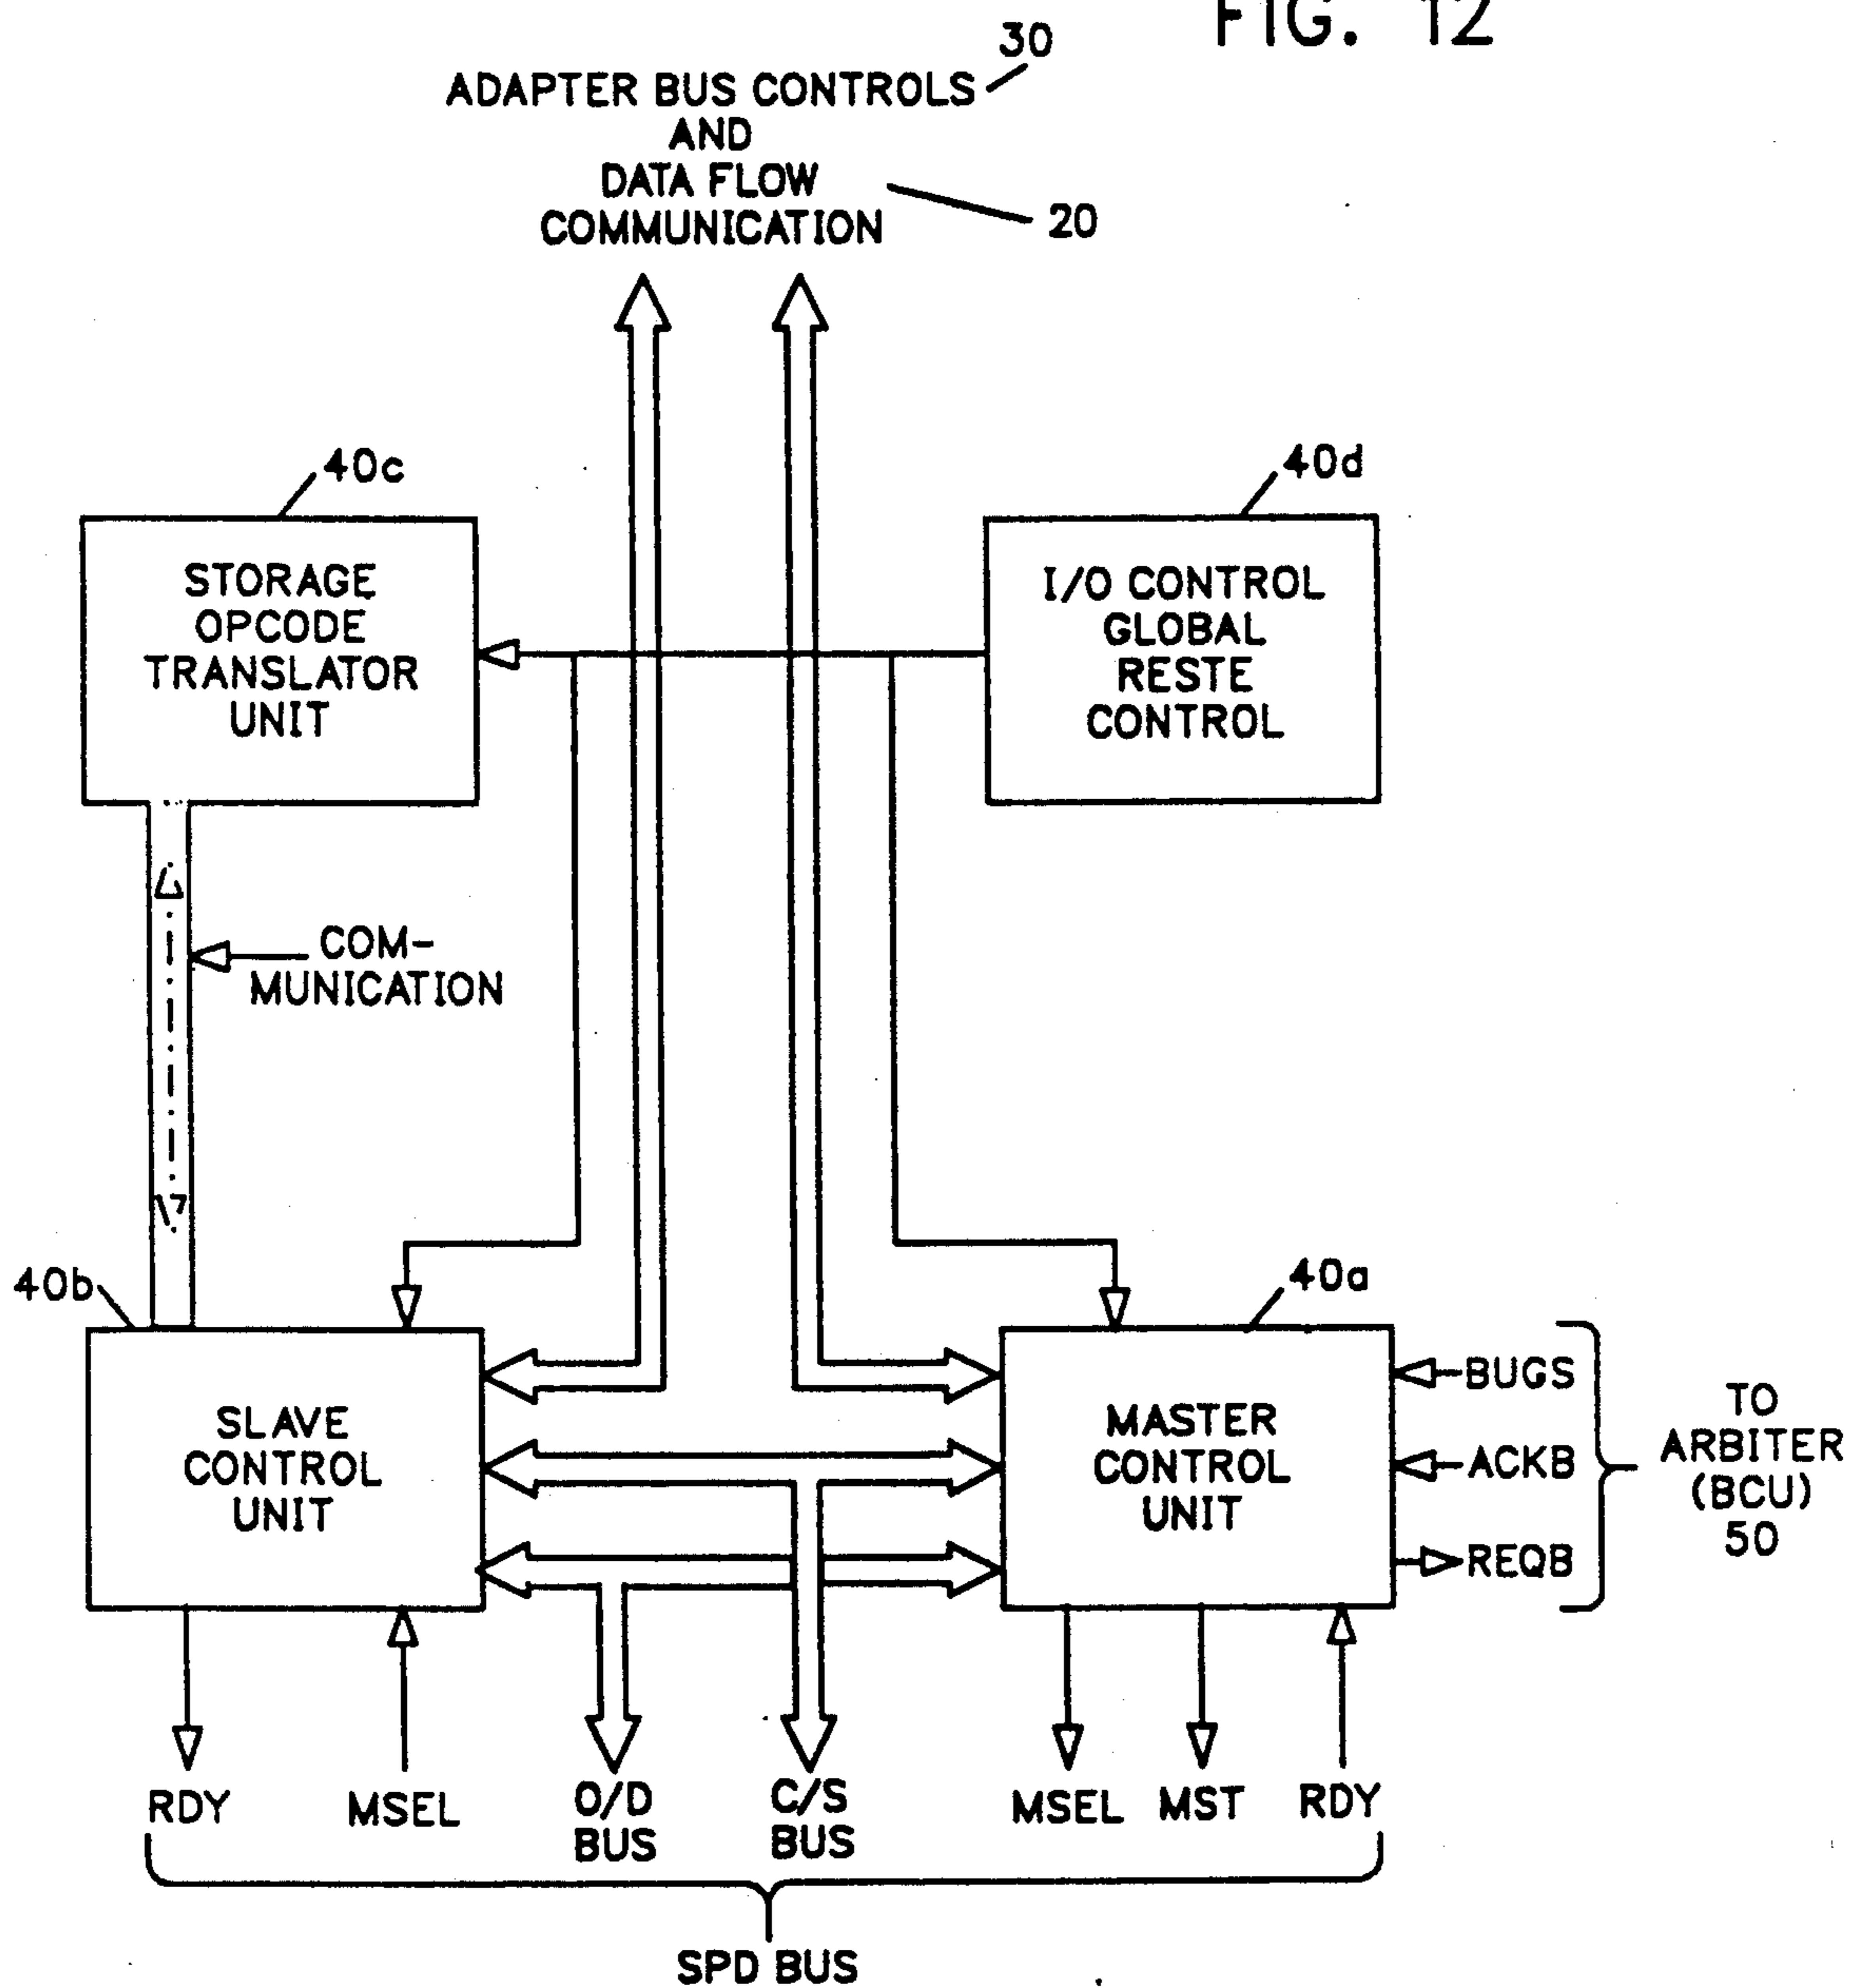 FIG. 12
30
ADAPTER BUS CONTROLS
AND
DATA FLOW
COMMUNICATION
20
40c
STORAGE
OPCODE
TRANSLATOR
UNIT
40d
I/O CONTROL
GLOBAL
RESTE
CONTROL
COM-
MUNICATION
40b
SLAVE
CONTROL
UNIT
40a
MASTER
CONTROL
UNIT
BUGS
ACKB
REQB
TO
ARBITER
(BCU)
50
RDY
MSEL
O/D
BUS
C/S
BUS
MSEL
MST
RDY
SPD BUS